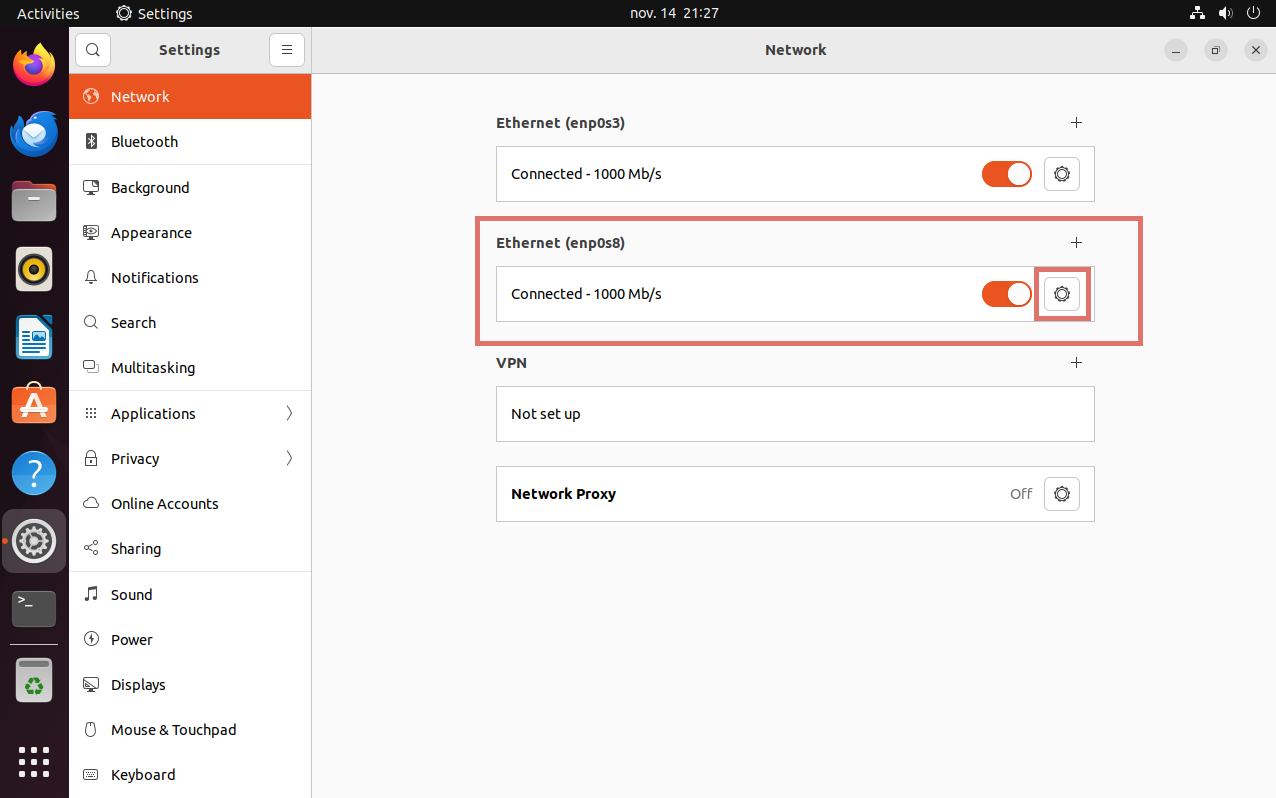 Activities
Settings
nov. 14 21:27
Settings
Network
Network
Bluetooth
Background
Appearance
Notifications
Search
Multitasking
Applications
Privacy
Online Accounts
Sharing
Sound
Power
Displays
Mouse & Touchpad
Keyboard
Ethernet (enp0s3)
Connected - 1000 Mb/s
Ethernet (enp0s8)
Connected - 1000 Mb/s
VPN
Not set up
Network Proxy
Off